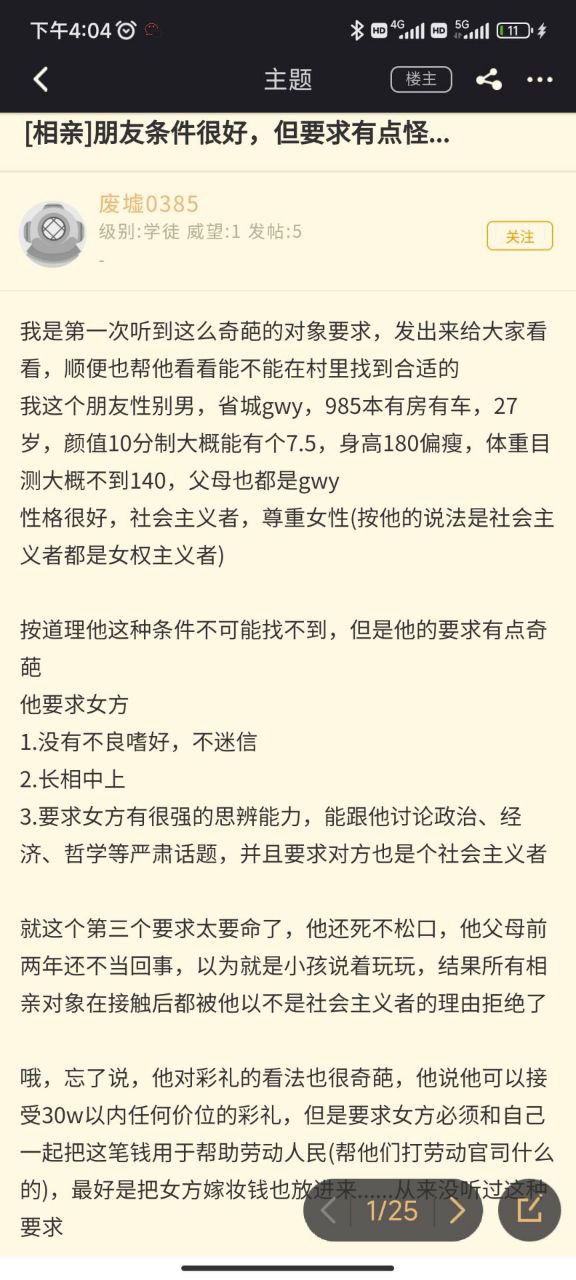 下午4:04
HD 4G HD 5G 11
主题
楼主
[相亲]朋友条件很好，但要求有点怪...
废墟0385
级别:学徒 威望:1 发帖:5
-
关注
我是第一次听到这么奇葩的对象要求，发出来给大家看
看，顺便也帮他看看能不能在村里找到合适的
我这个朋友性别男，省城gwy，985本有房有车，27
岁，颜值10分制大概能有个7.5，身高180偏瘦，体重目
测大概不到140，父母也都是gwy
性格很好，社会主义者，尊重女性(按他的说法是社会主
义者都是女权主义者)
按道理他这种条件不可能找不到，但是他的要求有点奇
葩
他要求女方
1.没有不良嗜好，不迷信
2.长相中上
3.要求女方有很强的思辨能力，能跟他讨论政治、经
济、哲学等严肃话题，并且要求对方也是个社会主义者
就这个第三个要求太要命了，他还死不松口，他父母前
两年还不当回事，以为就是小孩说着玩玩，结果所有相
亲对象在接触后都被他以不是社会主义者的理由拒绝了
哦，忘了说，他对彩礼的看法也很奇葩，他说他可以接
受30w以内任何价位的彩礼，但是要求女方必须和自己
一起把这笔钱用于帮助劳动人民(帮他们打劳动官司什么
的)，最好是把女方嫁妆钱也放进来......从来没听过这种
要求
1/25